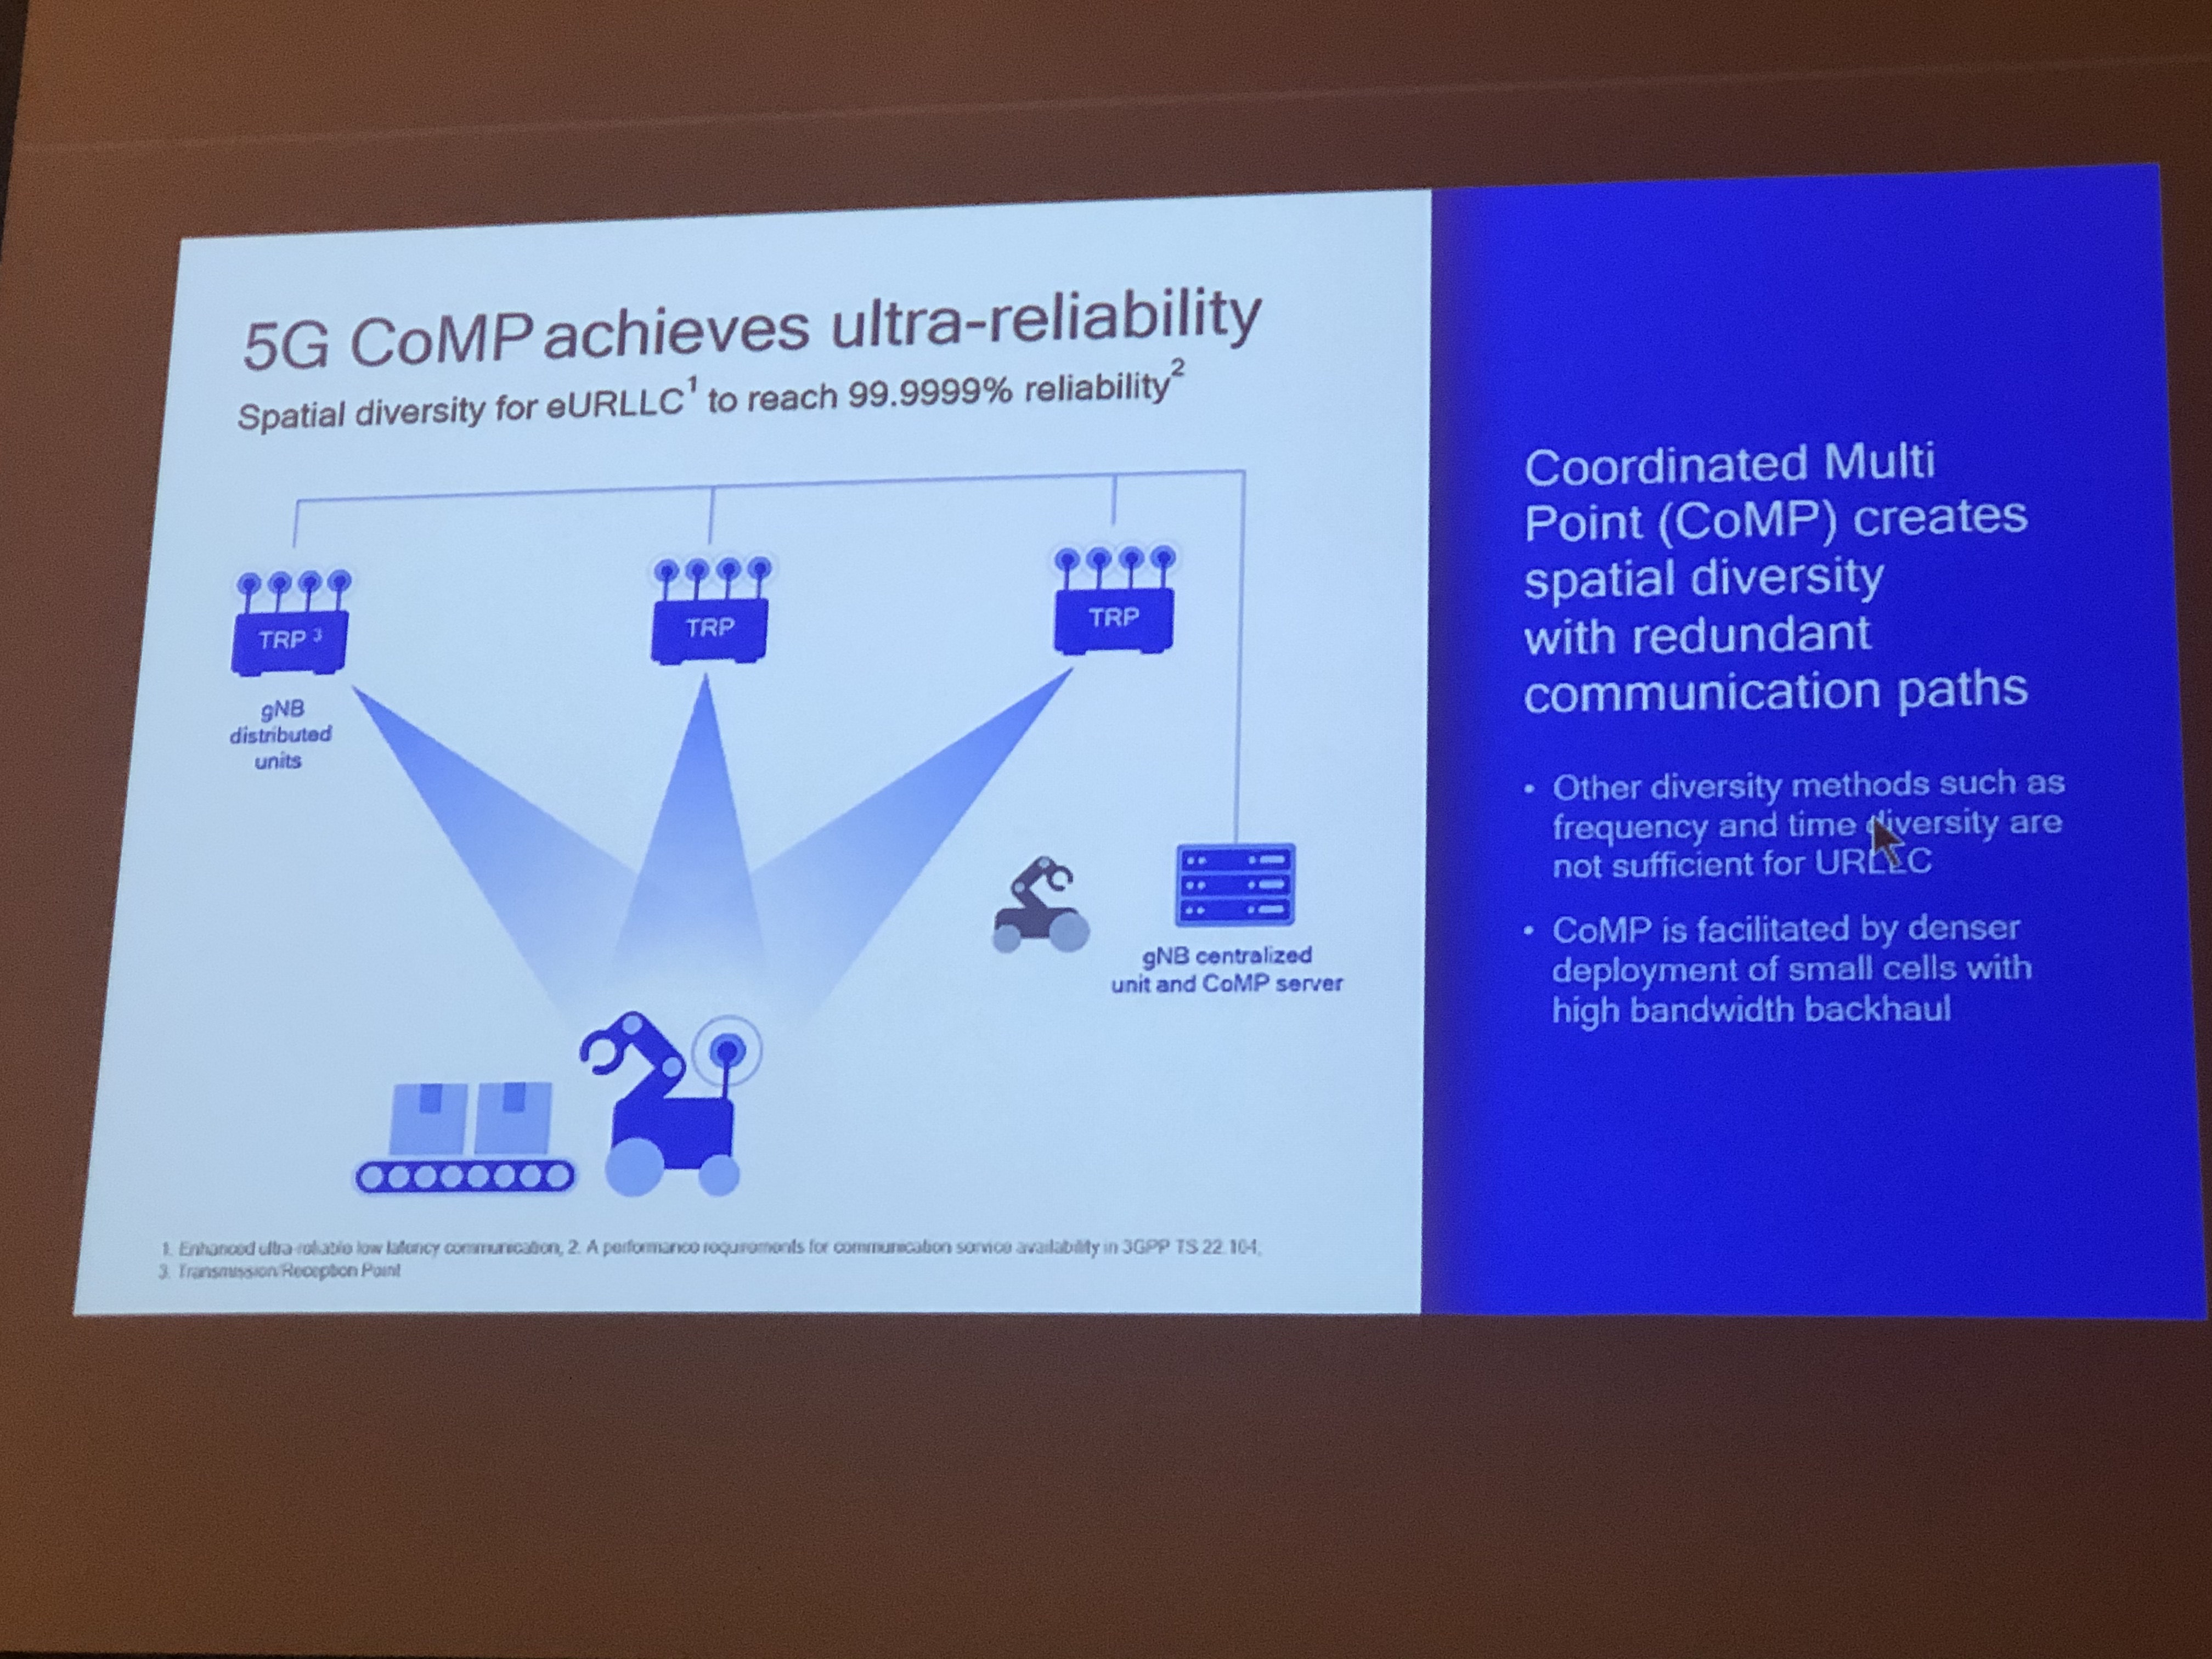 5G CoMP achieves ultra-reliability
Spatial diversity for eURLLC¹ to reach 99.9999% reliability²
TRP ³
TRP
TRP
gNB
distributed
units
gNB centralized
unit and CoMP server
1. Enhanced ultra-reliable low latency communication, 2. A performance requirements for communication service availability in 3GPP TS 22.104,
3. Transmission/Reception Point
Coordinated Multi
Point (CoMP) creates
spatial diversity
with redundant
communication paths
• Other diversity methods such as
frequency and time diversity are
not sufficient for URLLC
• CoMP is facilitated by denser
deployment of small cells with
high bandwidth backhaul